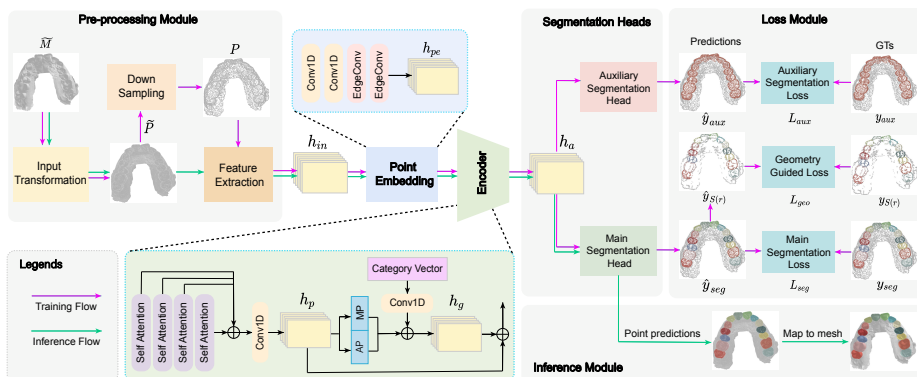 Pre-processing Module
M̃
Down
Sampling
P
P̃
Input
Transformation
Feature
Extraction
Conv1D
Conv1D
EdgeConv
EdgeConv
h_pe
h_in
Point
Embedding
Encoder
h_a
Segmentation Heads
Auxiliary
Segmentation
Head
Main
Segmentation
Head
Loss Module
Predictions
GTs
Auxiliary
Segmentation
Loss
ŷ_aux
L_aux
y_aux
Geometry
Guided Loss
ŷ_S(r)
L_geo
y_S(r)
Main
Segmentation
Loss
ŷ_seg
L_seg
y_seg
Legends
Training Flow
Inference Flow
Self Attention
Self Attention
Self Attention
Self Attention
Conv1D
h_p
MP
AP
Category Vector
Conv1D
h_g
Point predictions
Map to mesh
Inference Module